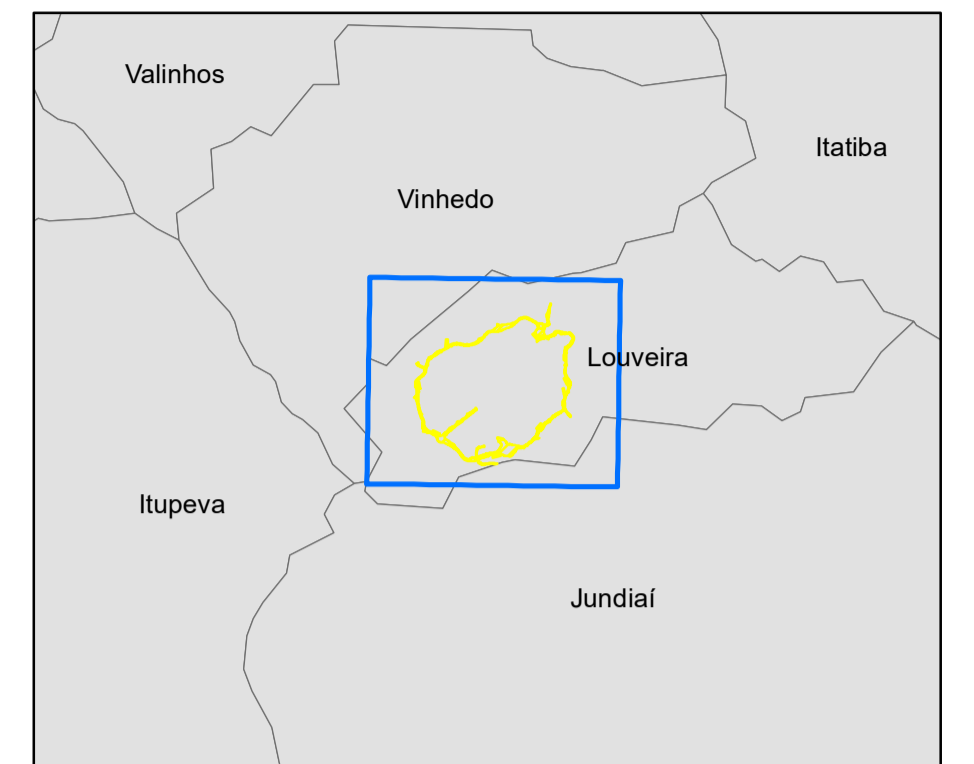 Valinhos
Itatiba
Vinhedo
Louveira
Itupeva
Jundiaí